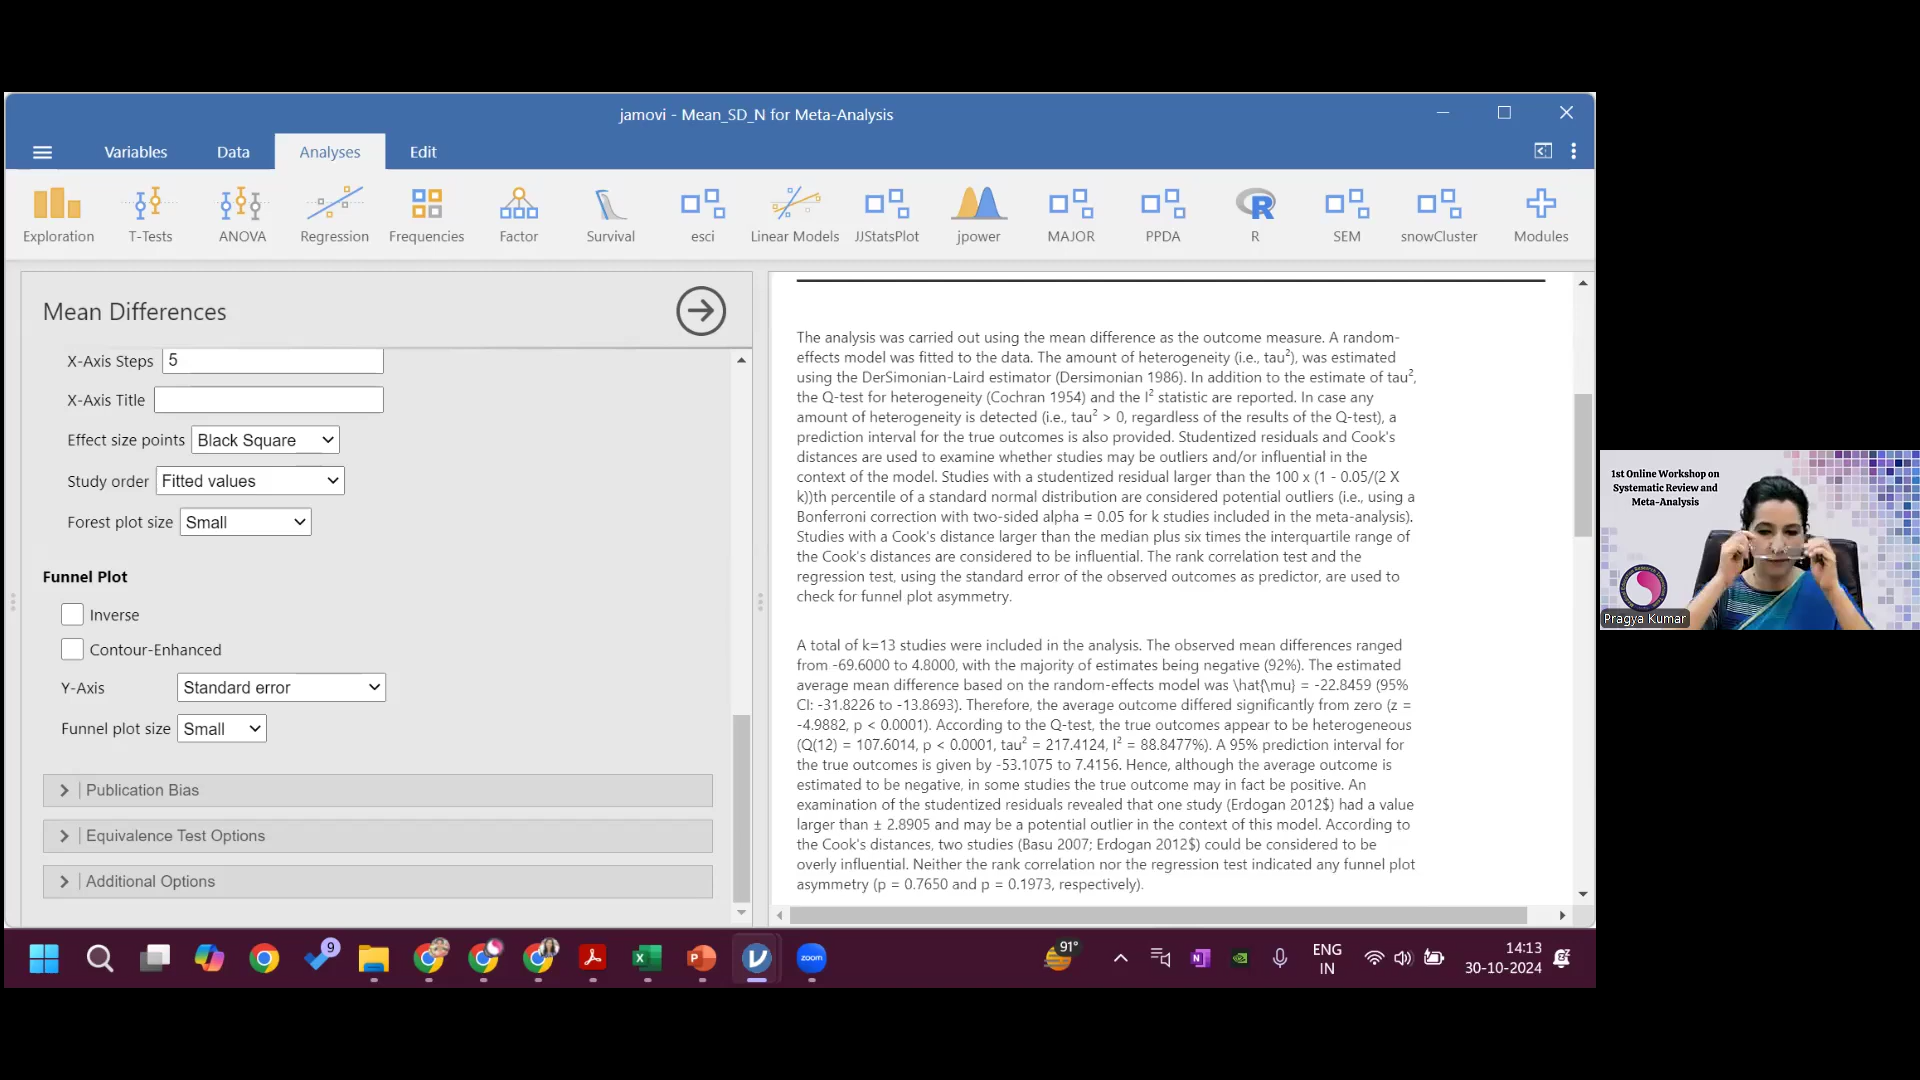 jamovi - Mean_SD_N for Meta-Analysis
Variables
Data
Analyses
Edit
Exploration
T-Tests
ANOVA
Regression
Frequencies
Factor
Survival
esci
Linear Models
JJStatsPlot
jpower
MAJOR
PPDA
R
SEM
snowCluster
Modules
Mean Differences
X-Axis Steps 5
X-Axis Title
Effect size points Black Square
Study order Fitted values
Forest plot size Small
Funnel Plot
Inverse
Contour-Enhanced
Y-Axis Standard error
Funnel plot size Small
Publication Bias
Equivalence Test Options
Additional Options
The analysis was carried out using the mean difference as the outcome measure. A random-
effects model was fitted to the data. The amount of heterogeneity (i.e., tau²), was estimated
using the DerSimonian-Laird estimator (Dersimonian 1986). In addition to the estimate of tau²,
the Q-test for heterogeneity (Cochran 1954) and the I² statistic are reported. In case any
amount of heterogeneity is detected (i.e., tau² > 0, regardless of the results of the Q-test), a
prediction interval for the true outcomes is also provided. Studentized residuals and Cook's
distances are used to examine whether studies may be outliers and/or influential in the
context of the model. Studies with a studentized residual larger than the 100 x (1 - 0.05/(2 X
k))th percentile of a standard normal distribution are considered potential outliers (i.e., using a
Bonferroni correction with two-sided alpha = 0.05 for k studies included in the meta-analysis).
Studies with a Cook's distance larger than the median plus six times the interquartile range of
the Cook's distances are considered to be influential. The rank correlation test and the
regression test, using the standard error of the observed outcomes as predictor, are used to
check for funnel plot asymmetry.
A total of k=13 studies were included in the analysis. The observed mean differences ranged
from -69.6000 to 4.8000, with the majority of estimates being negative (92%). The estimated
average mean difference based on the random-effects model was \hat{\mu} = -22.8459 (95%
CI: -31.8226 to -13.8693). Therefore, the average outcome differed significantly from zero (z =
-4.9882, p < 0.0001). According to the Q-test, the true outcomes appear to be heterogeneous
(Q(12) = 107.6014, p < 0.0001, tau² = 217.4124, I² = 88.8477%). A 95% prediction interval for
the true outcomes is given by -53.1075 to 7.4156. Hence, although the average outcome is
estimated to be negative, in some studies the true outcome may in fact be positive. An
examination of the studentized residuals revealed that one study (Erdogan 2012$) had a value
larger than ± 2.8905 and may be a potential outlier in the context of this model. According to
the Cook's distances, two studies (Basu 2007; Erdogan 2012$) could be considered to be
overly influential. Neither the rank correlation nor the regression test indicated any funnel plot
asymmetry (p = 0.7650 and p = 0.1973, respectively).
1st Online Workshop on
Systematic Review and
Meta-Analysis
Pragya Kumar
9
zoom
91°
ENG
IN
14:13
30-10-2024